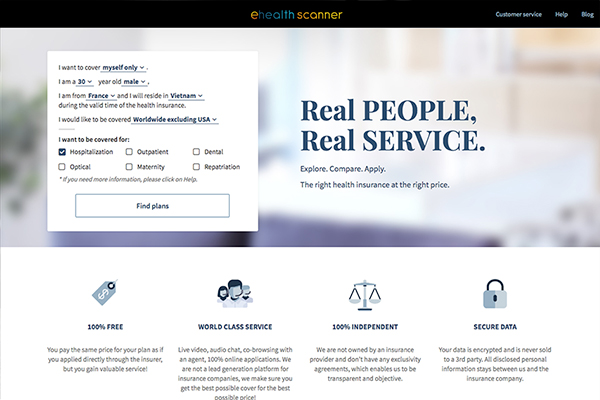 ehealth scanner
Customer service Help Blog
I want to cover myself only .
I am a 30 year old male .
I am from France and I will reside in Vietnam
during the valid time of the health insurance.
I would like to be covered Worldwide excluding USA
I want to be covered for:
Hospitalization Outpatient Dental
Optical Maternity Repatriation
* If you need more information, please click on Help.
Find plans
Real PEOPLE,
Real SERVICE.
Explore. Compare. Apply.
The right health insurance at the right price.
100% FREE
You pay the same price for your plan as if
you applied directly through the insurer,
but you gain valuable service!
WORLD CLASS SERVICE
Live video, audio chat, co-browsing with
an agent, 100% online applications. We
are not a lead generation platform for
insurance companies, we make sure you
get the best possible cover for the best
possible price!
100% INDEPENDENT
We are not owned by an insurance
provider and don't have any exclusivity
agreements, which enables us to be
transparent and objective.
SECURE DATA
Your data is encrypted and is never sold
to a 3rd party. All disclosed personal
information stays between us and the
insurance company.